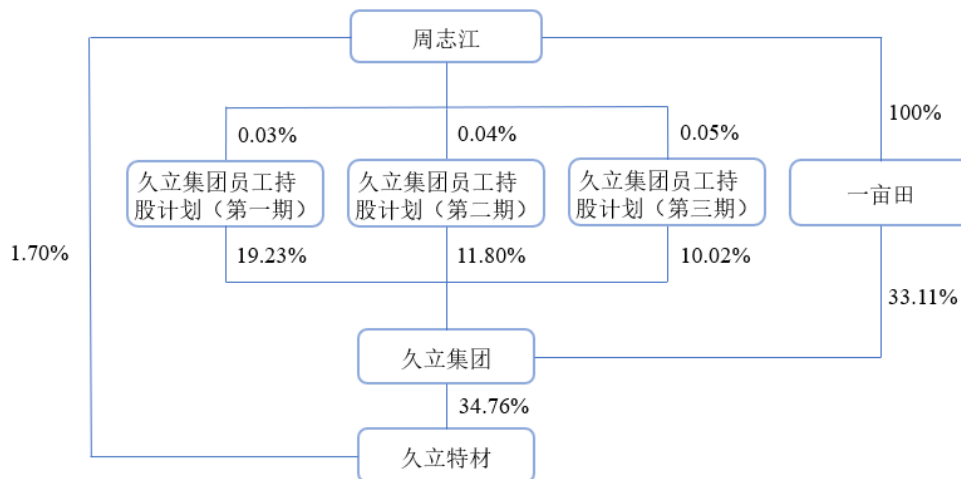 周志江
0.03%
0.04%
0.05%
100%
久立集团员工持
股计划（第一期）
久立集团员工持
股计划（第二期）
久立集团员工持
股计划（第三期）
一亩田
1.70%
19.23%
11.80%
10.02%
33.11%
久立集团
34.76%
久立特材